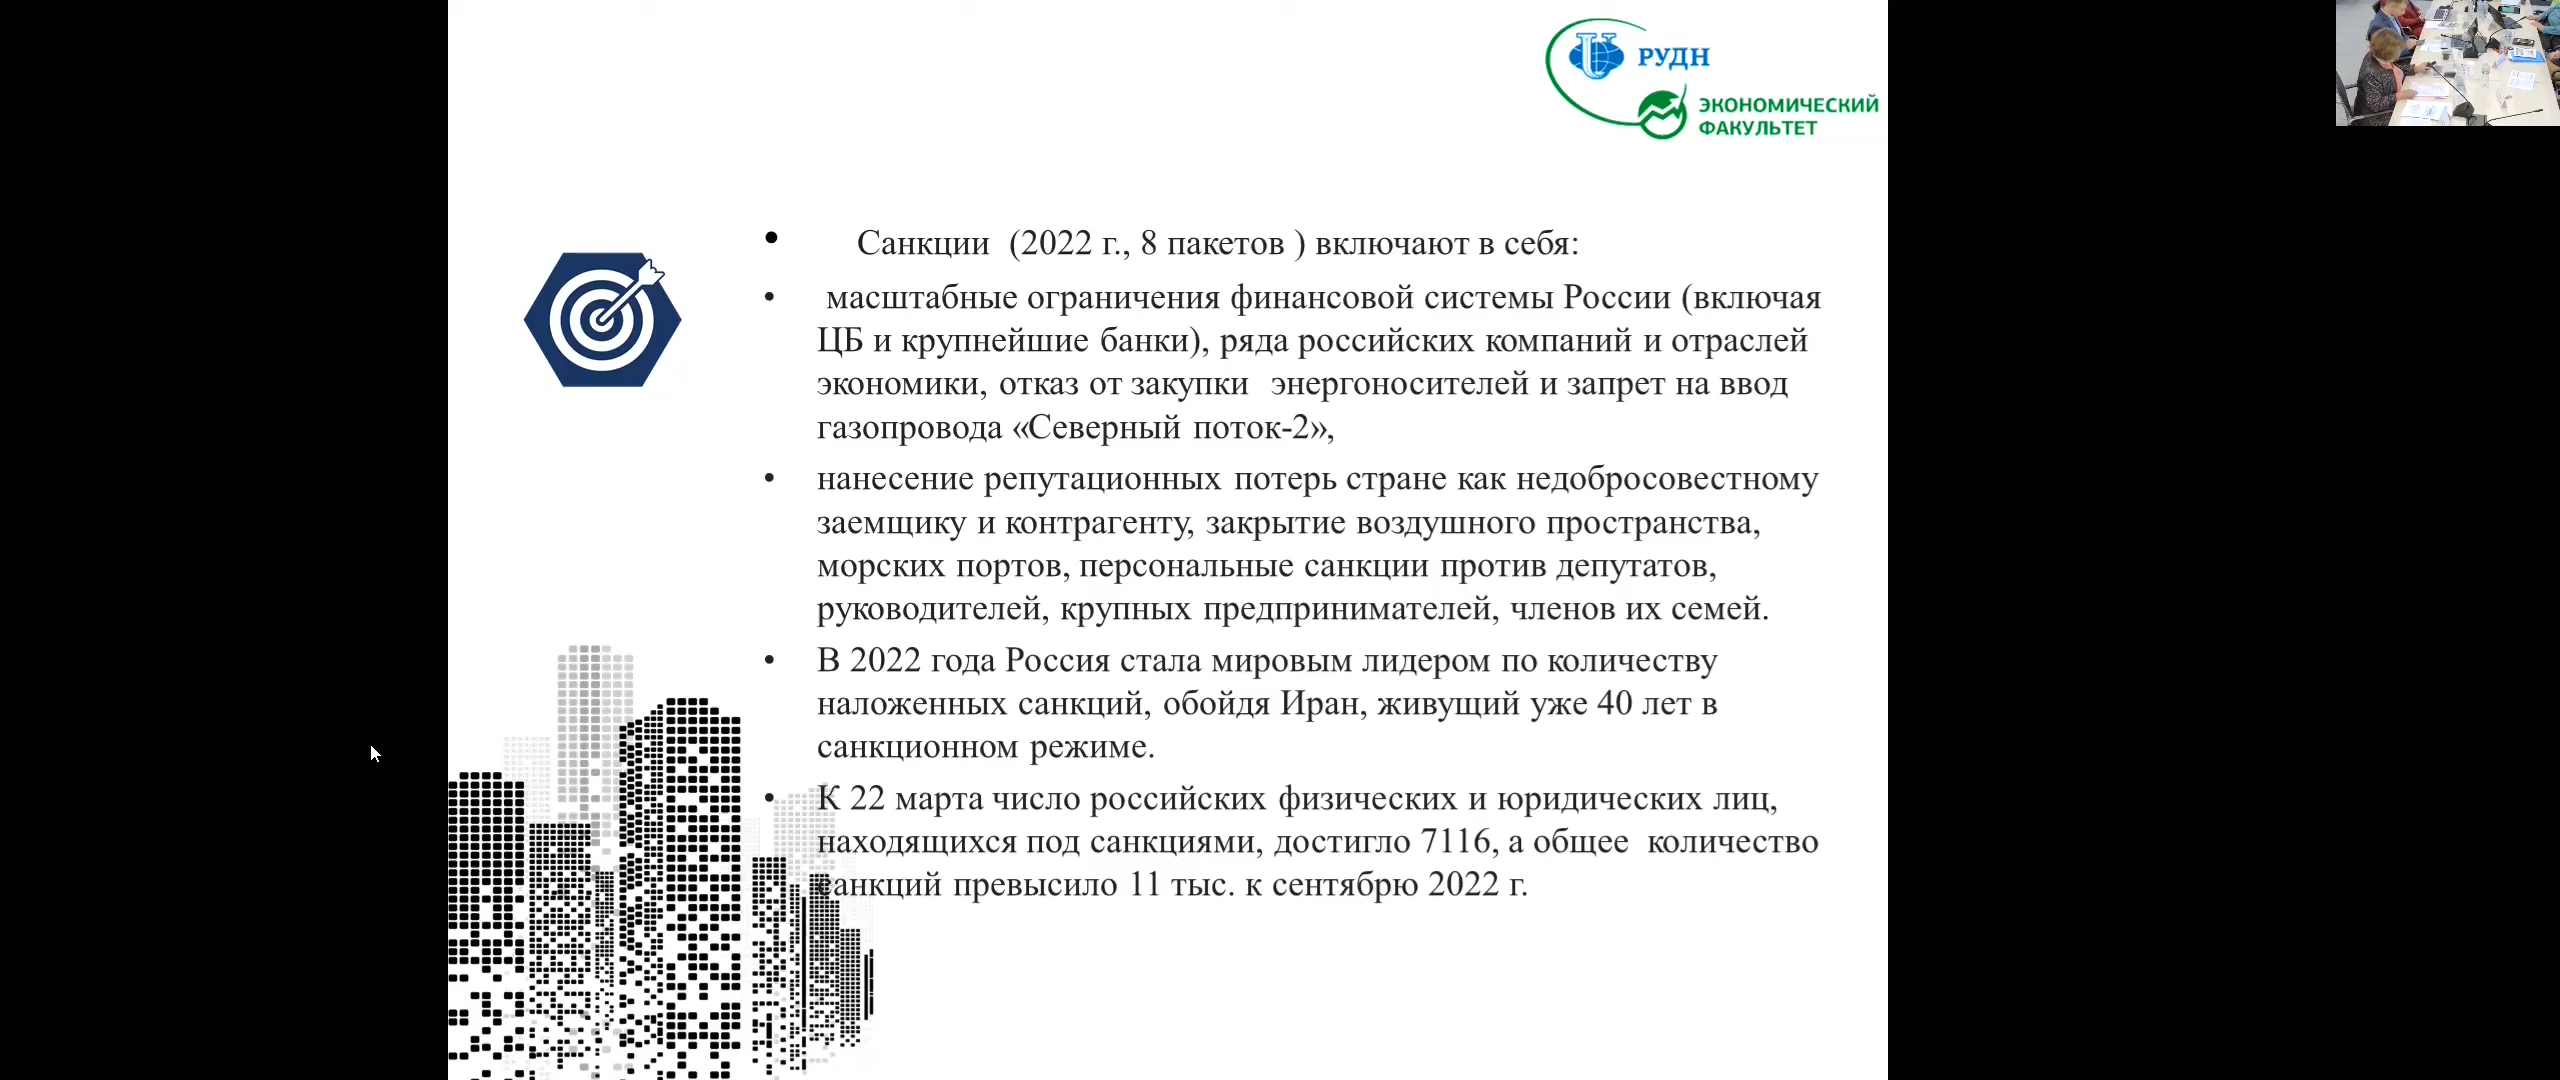 РУДН
ЭКОНОМИЧЕСКИЙ
ФАКУЛЬТЕТ
• Санкции (2022 г., 8 пакетов ) включают в себя:
• масштабные ограничения финансовой системы России (включая
ЦБ и крупнейшие банки), ряда российских компаний и отраслей
экономики, отказ от закупки энергоносителей и запрет на ввод
газопровода «Северный поток-2»,
• нанесение репутационных потерь стране как недобросовестному
заемщику и контрагенту, закрытие воздушного пространства,
морских портов, персональные санкции против депутатов,
руководителей, крупных предпринимателей, членов их семей.
• В 2022 года Россия стала мировым лидером по количеству
наложенных санкций, обойдя Иран, живущий уже 40 лет в
санкционном режиме.
• К 22 марта число российских физических и юридических лиц,
находящихся под санкциями, достигло 7116, а общее количество
санкций превысило 11 тыс. к сентябрю 2022 г.